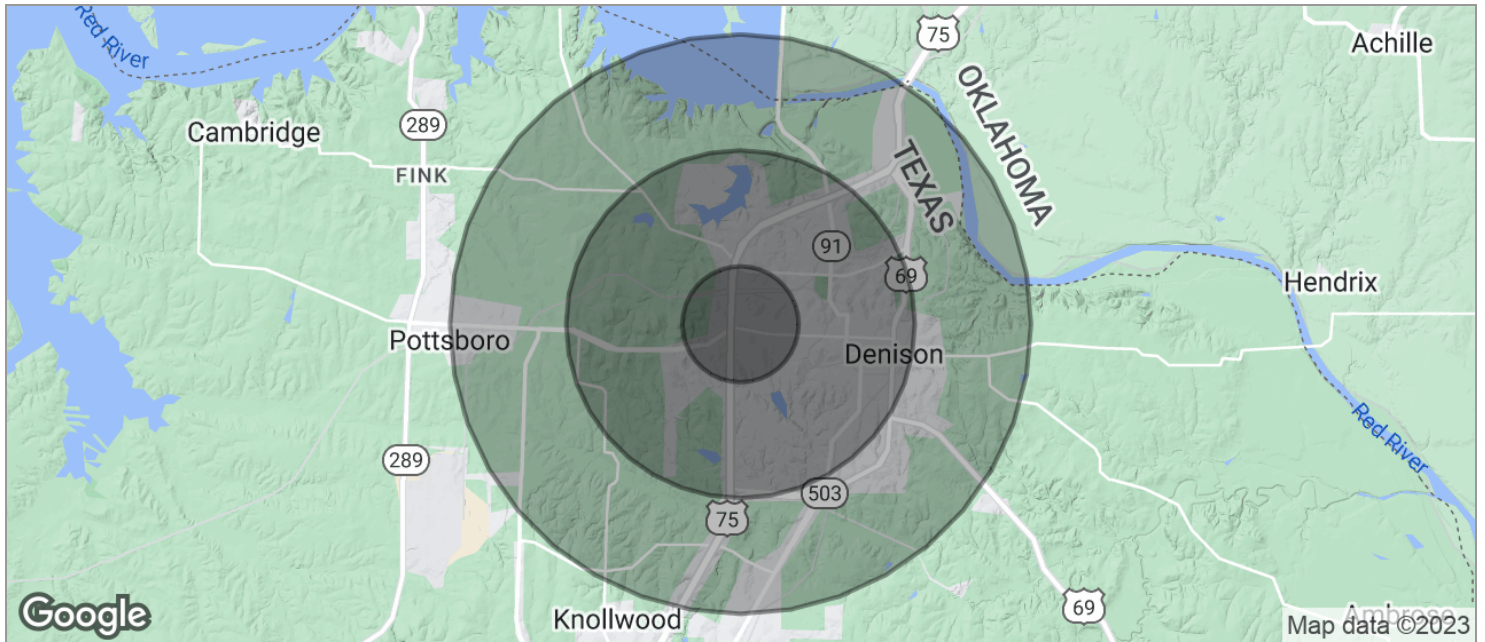 Red River
75
Achille
OKLAHOMA
Cambridge
289
FINK
TEXAS
91
69
Hendrix
Pottsboro
Denison
Red River
289
503
75
69
Knollwood
Ambrose
Google
Map data ©2023